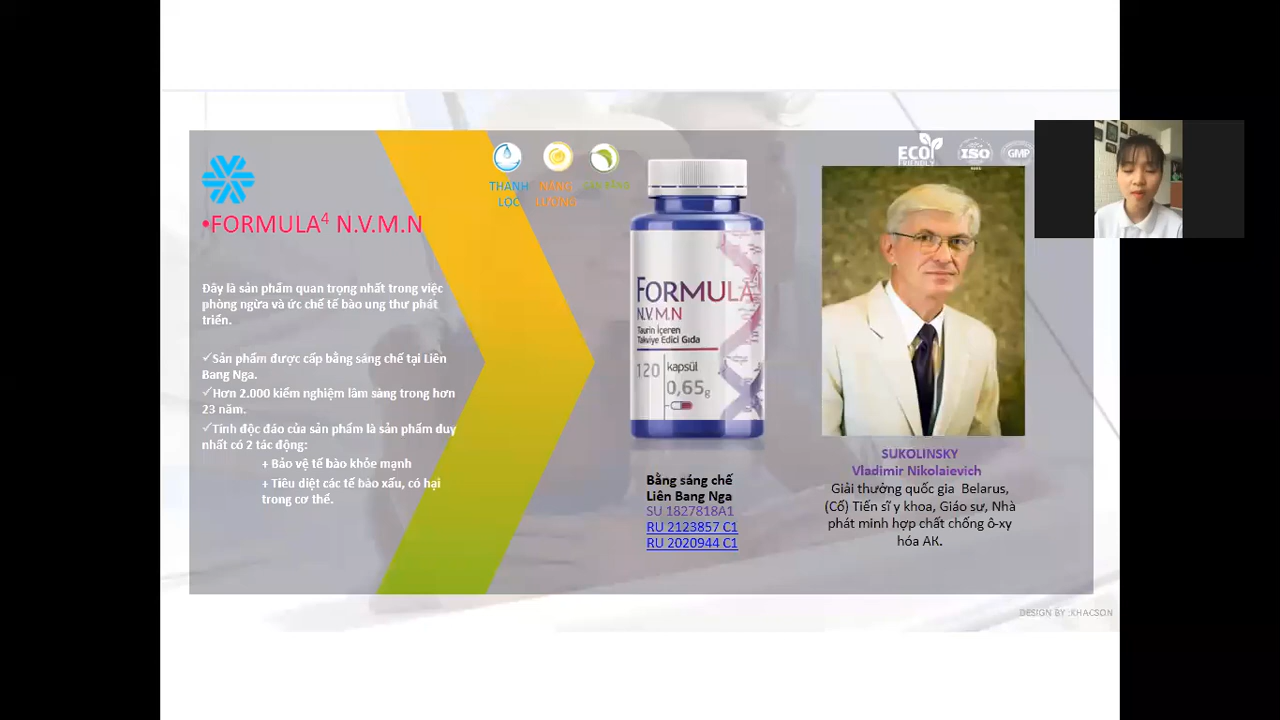 THANH LỌC
NĂNG LƯỢNG
CÂN BẰNG
ECO
FRIENDLY
ISO
GMP
•FORMULA⁴ N.V.M.N
Đây là sản phẩm quan trọng nhất trong việc
phòng ngừa và ức chế tế bào ung thư phát
triển.
✓Sản phẩm được cấp bằng sáng chế tại Liên
Bang Nga.
✓Hơn 2.000 kiểm nghiệm lâm sàng trong hơn
23 năm.
✓Tính độc đáo của sản phẩm là sản phẩm duy
nhất có 2 tác động:
+ Bảo vệ tế bào khỏe mạnh
+ Tiêu diệt các tế bào xấu, có hại
trong cơ thể.
FORMULA
N.V.M.N
Taurin İçeren
Takviye Edici Gıda
120
kapsül
0,65g
Bằng sáng chế
Liên Bang Nga
SU 1827818A1
RU 2123857 C1
RU 2020944 C1
SUKOLINSKY
Vladimir Nikolaievich
Giải thưởng quốc gia Belarus,
(Cố) Tiến sĩ y khoa, Giáo sư, Nhà
phát minh hợp chất chống ô-xy
hóa AK.
DESIGN BY :KHACSON